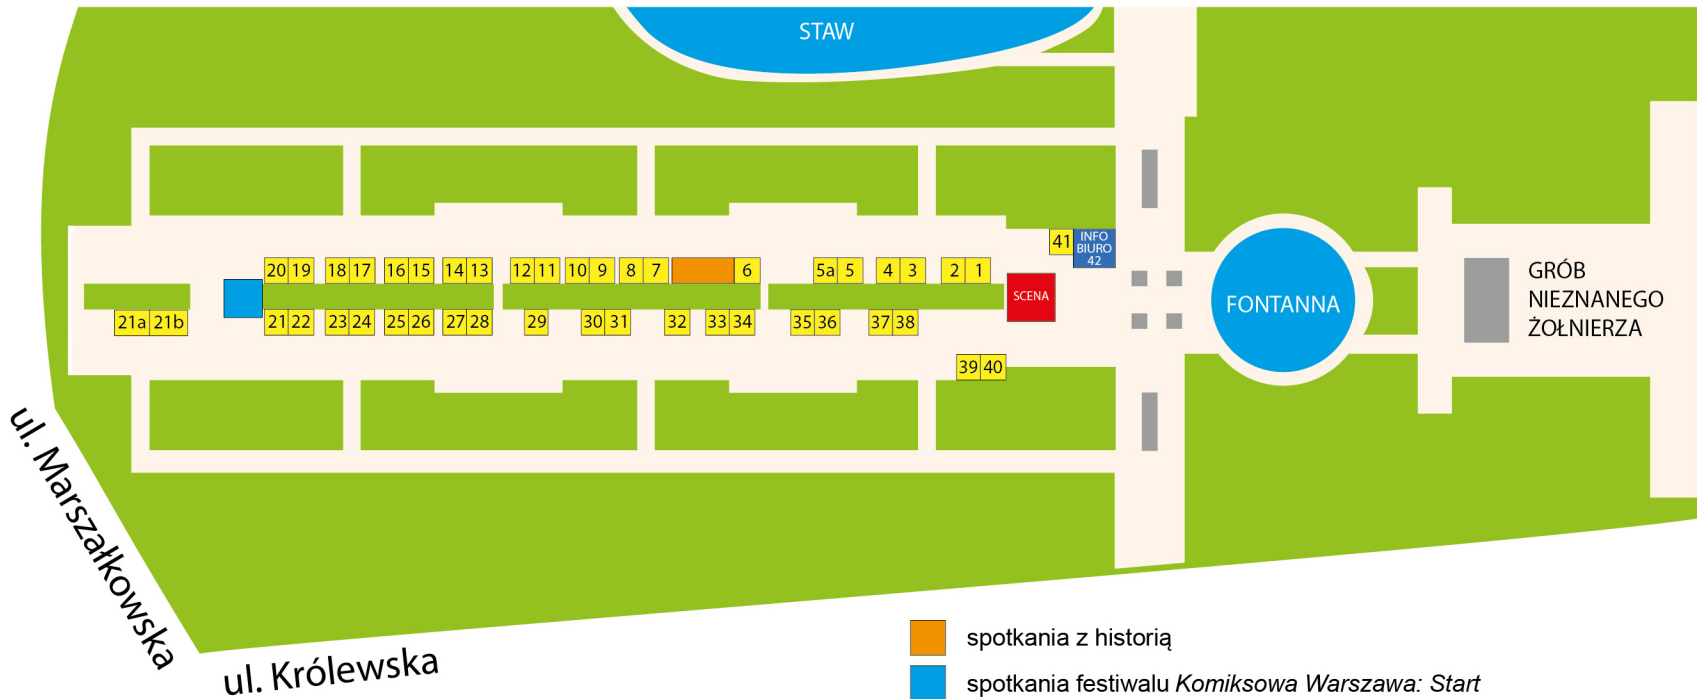 STAW
41
INFO
BIURO
42
20 19 18 17 16 15 14 13 12 11 10 9 8 7 6 5a 5 4 3 2 1
SCENA
FONTANNA
GRÓB
NIEZNANEGO
ŻOŁNIERZA
21a 21b 21 22 23 24 25 26 27 28 29 30 31 32 33 34 35 36 37 38
39 40
ul. Marszałkowska
ul. Królewska
spotkania z historią
spotkania festiwalu Komiksowa Warszawa: Start